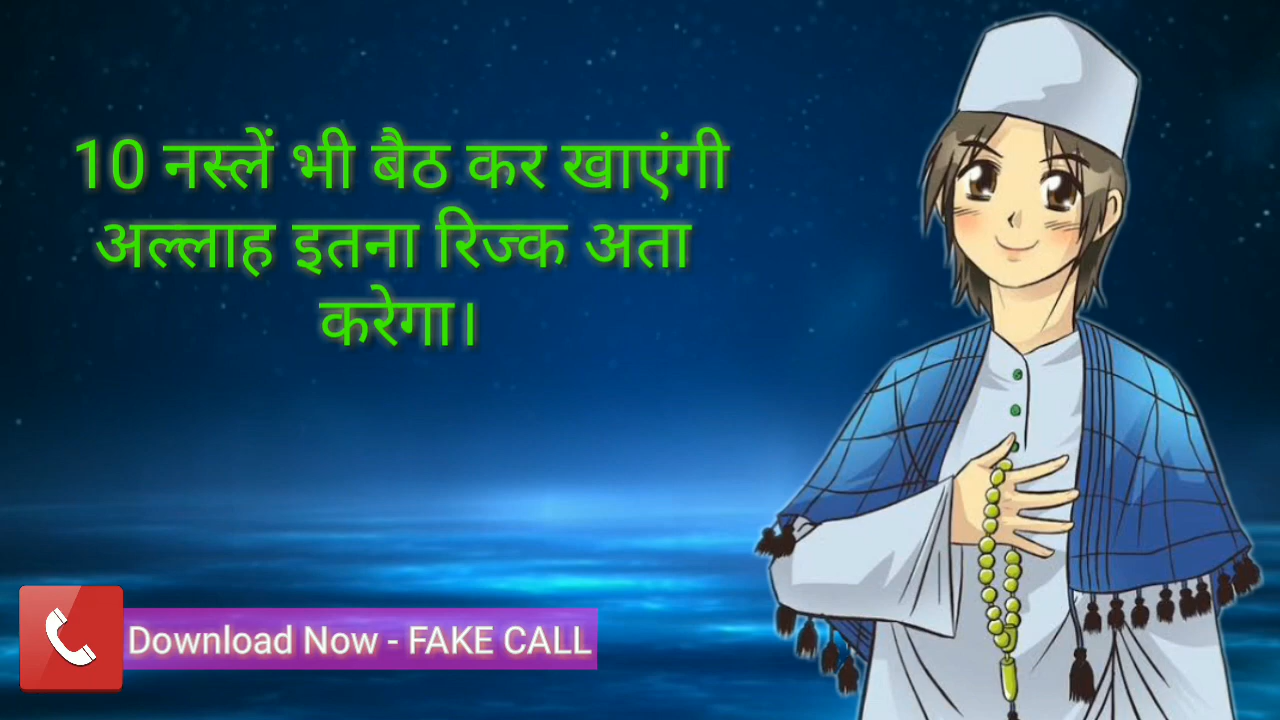 10 नस्लें भी बैठ कर खाएंगी
अल्लाह इतना रिज्क अता
करेगा।
Download Now - FAKE CALL